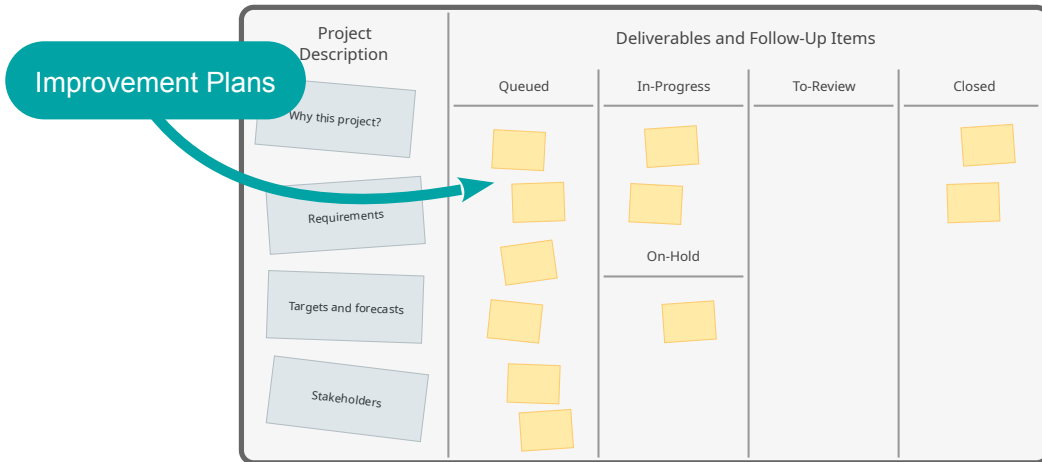 Project
Description
Deliverables and Follow-Up Items
Improvement Plans
Queued
In-Progress
To-Review
Closed
Why this project?
Requirements
On-Hold
Targets and forecasts
Stakeholders